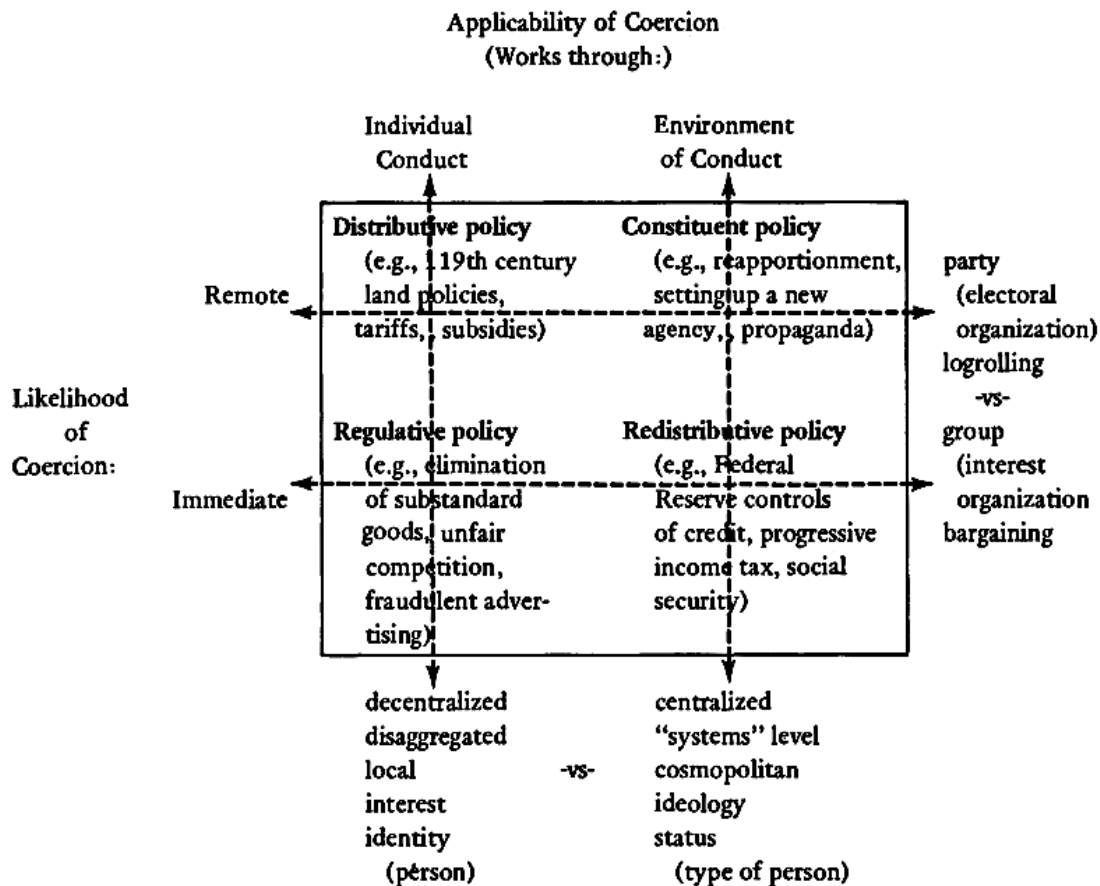 Applicability of Coercion
(Works through:)
Individual
Conduct
Environment
of Conduct
Remote
Distributive policy
(e.g., 19th century
land policies,
tariffs, subsidies)
Constituent policy
(e.g., reapportionment,
setting up a new
agency, propaganda)
party
(electoral
organization)
logrolling
-vs-
group
(interest
organization
bargaining
Likelihood
of
Coercion:
Immediate
Regulative policy
(e.g., elimination
of substandard
goods, unfair
competition,
fraudulent adver-
tising)
Redistributive policy
(e.g., Federal
Reserve controls
of credit, progressive
income tax, social
security)
decentralized
disaggregated
local
interest
identity
(person)
-vs-
centralized
“systems” level
cosmopolitan
ideology
status
(type of person)